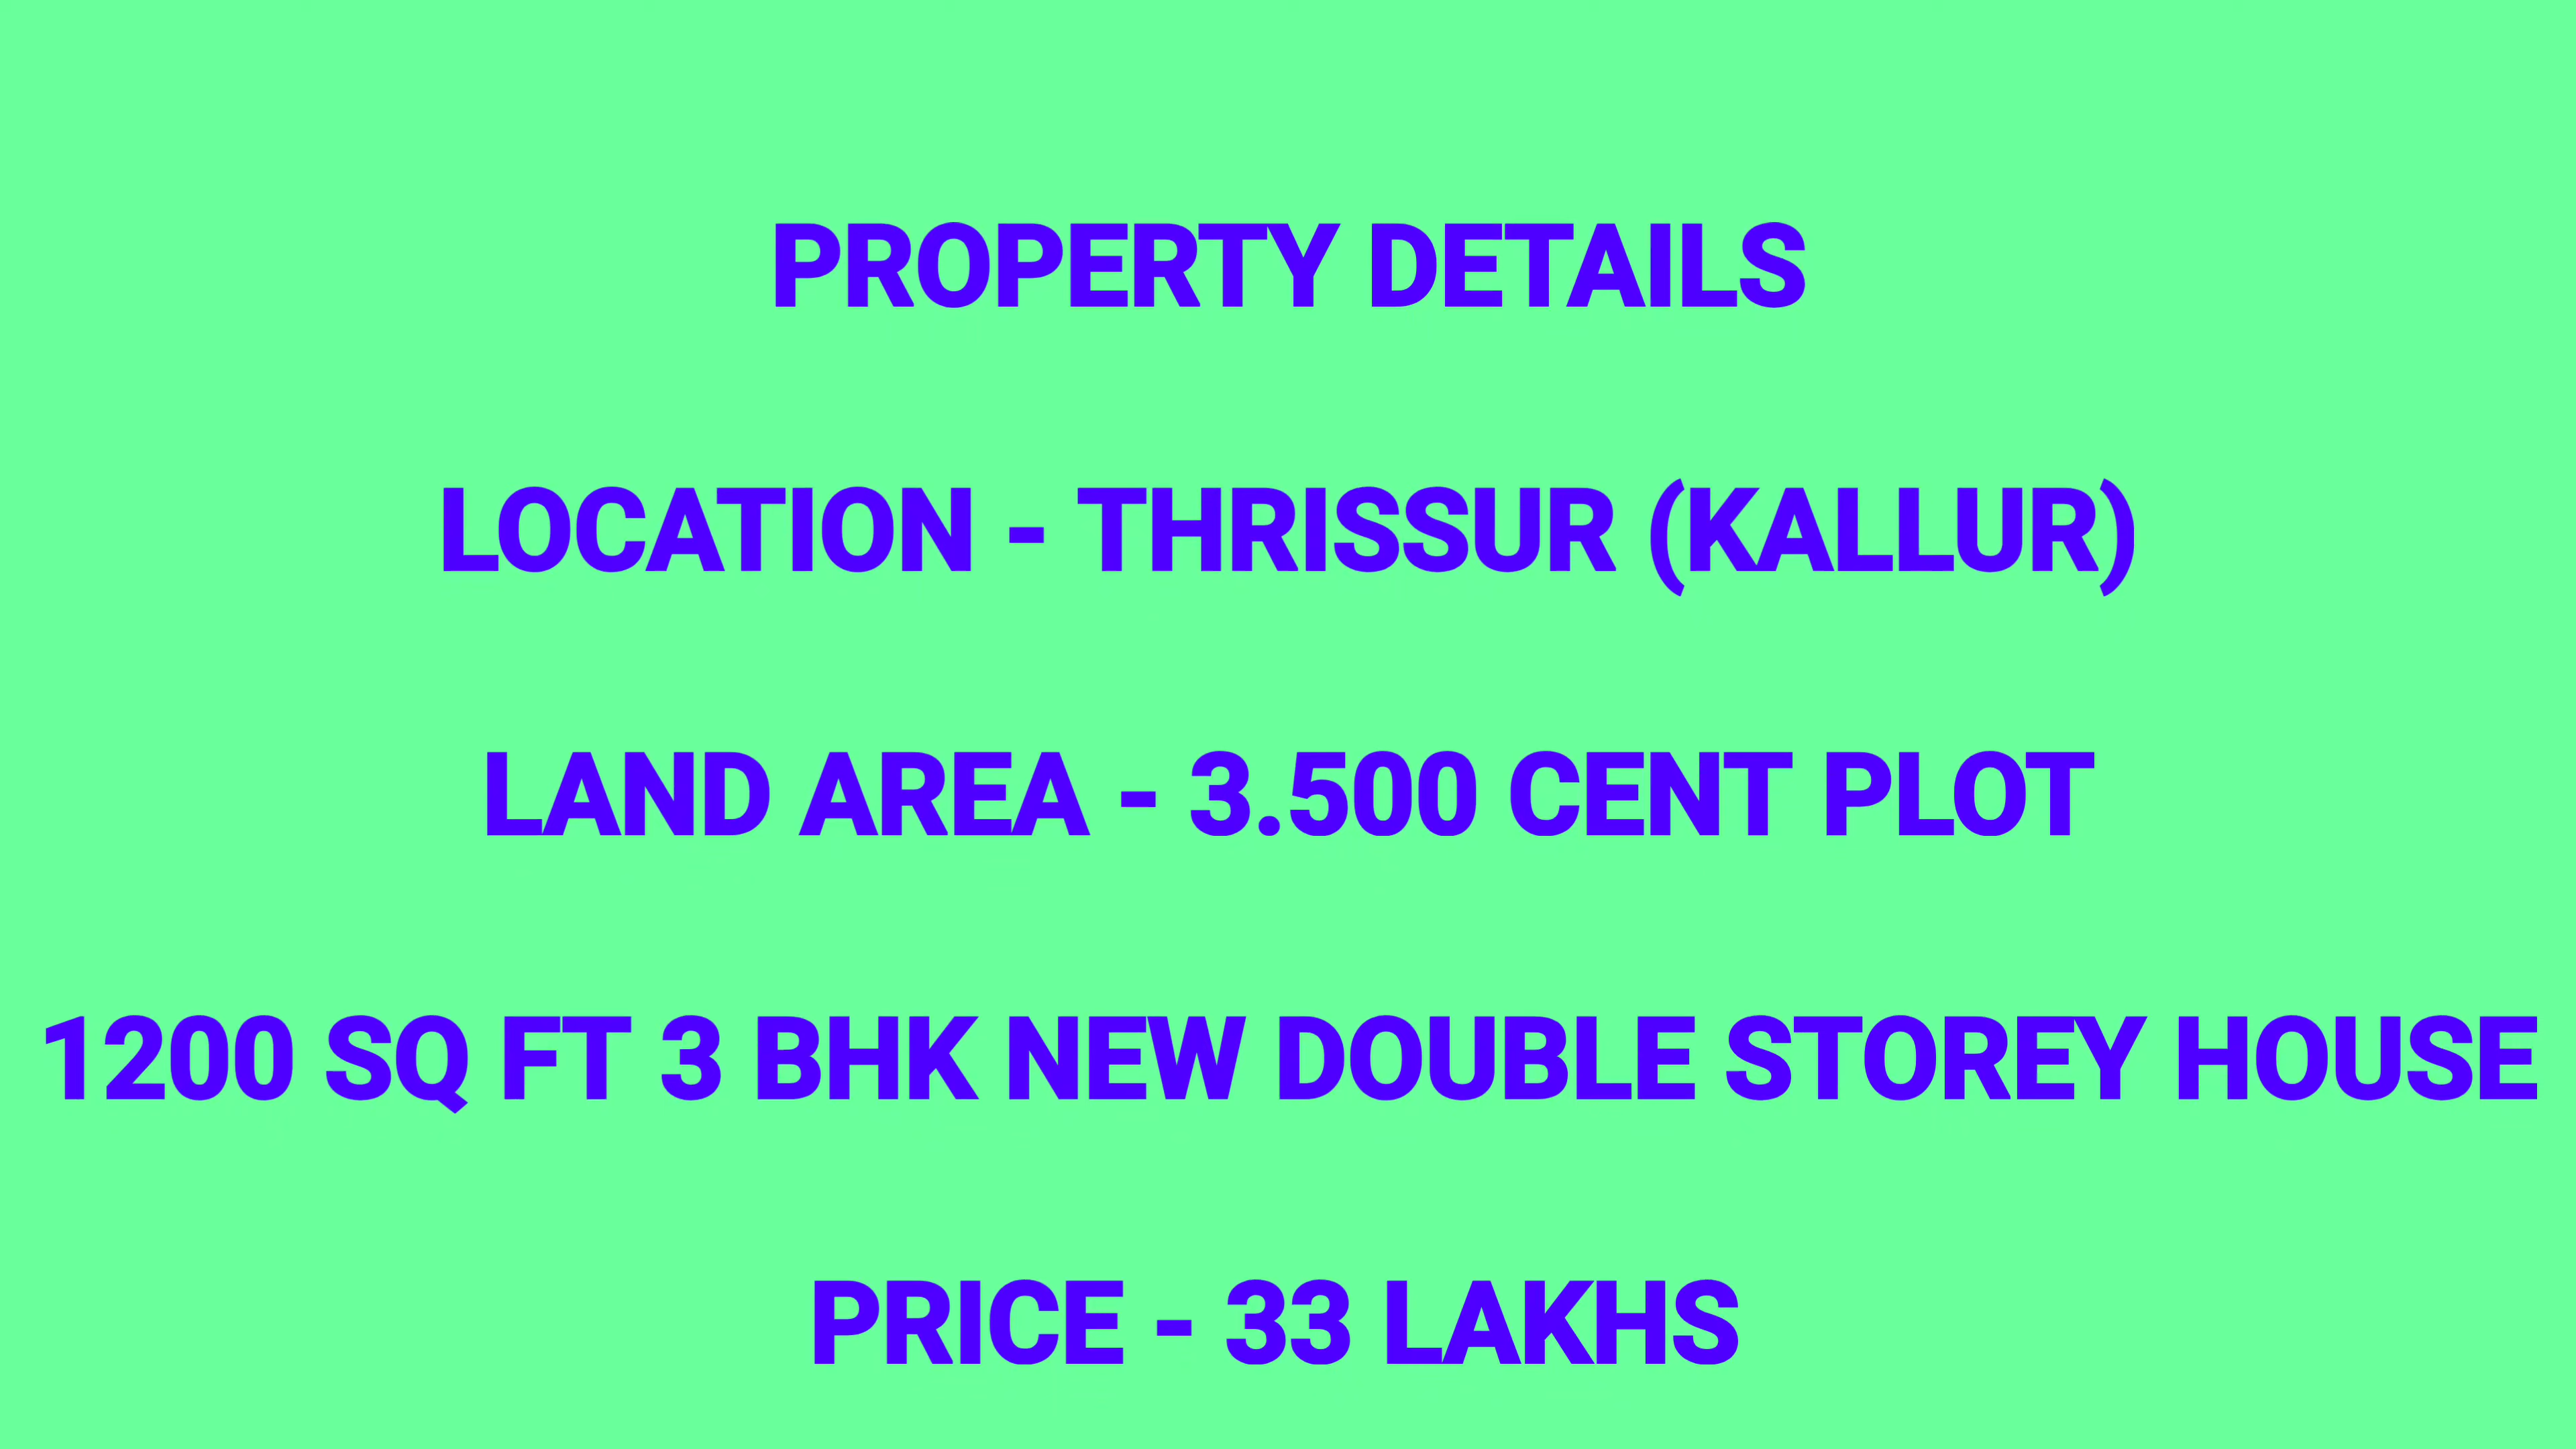 PROPERTY DETAILS
LOCATION - THRISSUR (KALLUR)
LAND AREA - 3.500 CENT PLOT
1200 SQ FT 3 BHK NEW DOUBLE STOREY HOUSE
PRICE - 33 LAKHS